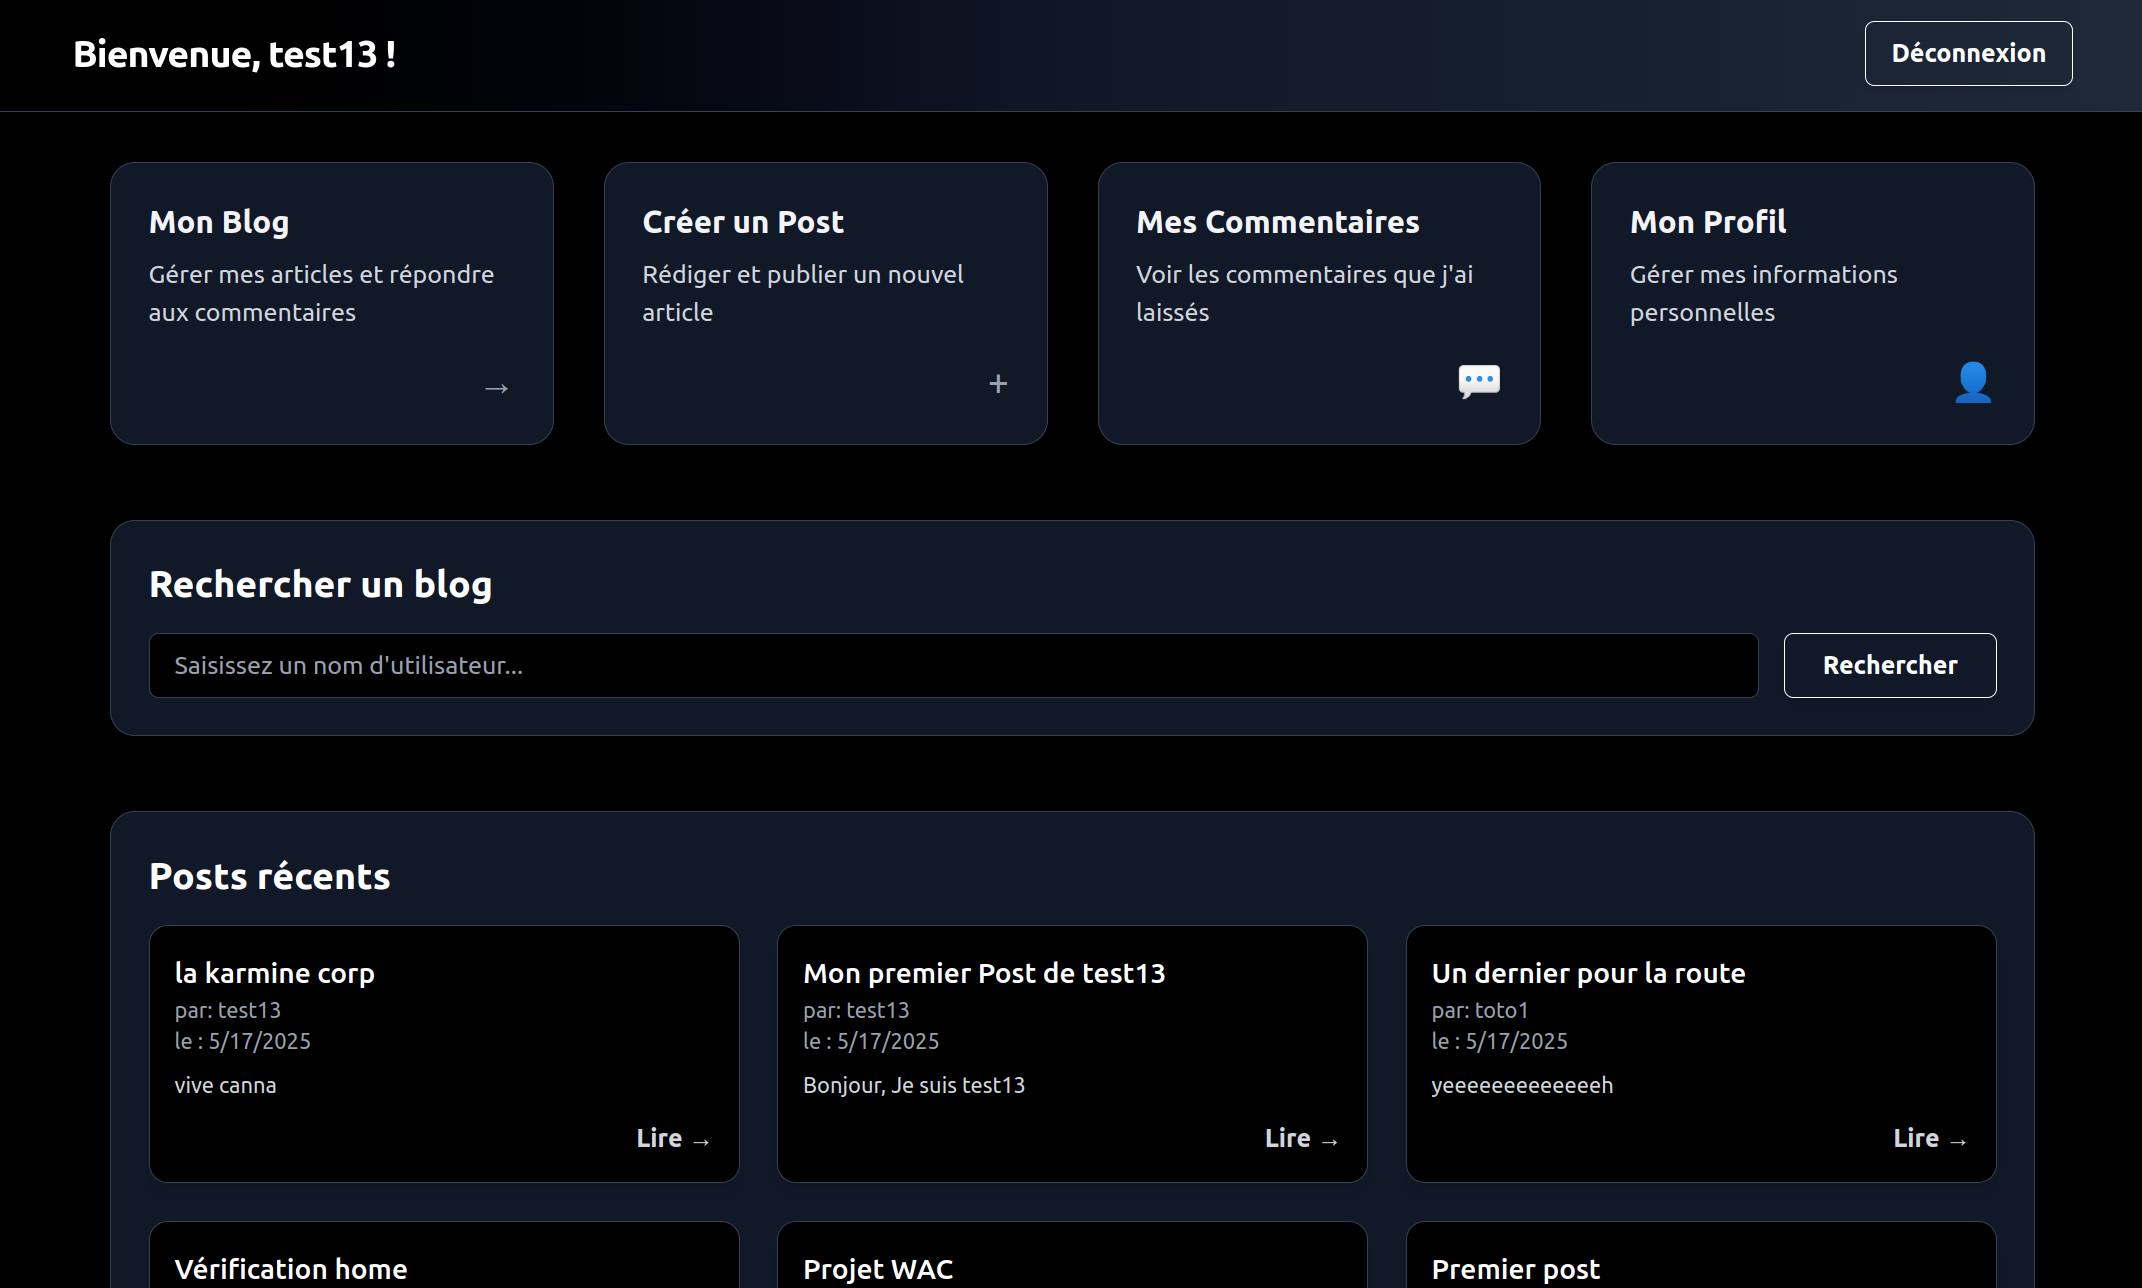 Bienvenue, test13 !
Déconnexion
Mon Blog
Gérer mes articles et répondre
aux commentaires
→
Créer un Post
Rédiger et publier un nouvel
article
+
Mes Commentaires
Voir les commentaires que j'ai
laissés
Mon Profil
Gérer mes informations
personnelles
Rechercher un blog
Saisissez un nom d'utilisateur...
Rechercher
Posts récents
la karmine corp
par: test13
le : 5/17/2025
vive canna
Lire →
Mon premier Post de test13
par: test13
le : 5/17/2025
Bonjour, Je suis test13
Lire →
Un dernier pour la route
par: toto1
le : 5/17/2025
yeeeeeeeeeeeeeh
Lire →
Vérification home
Projet WAC
Premier post